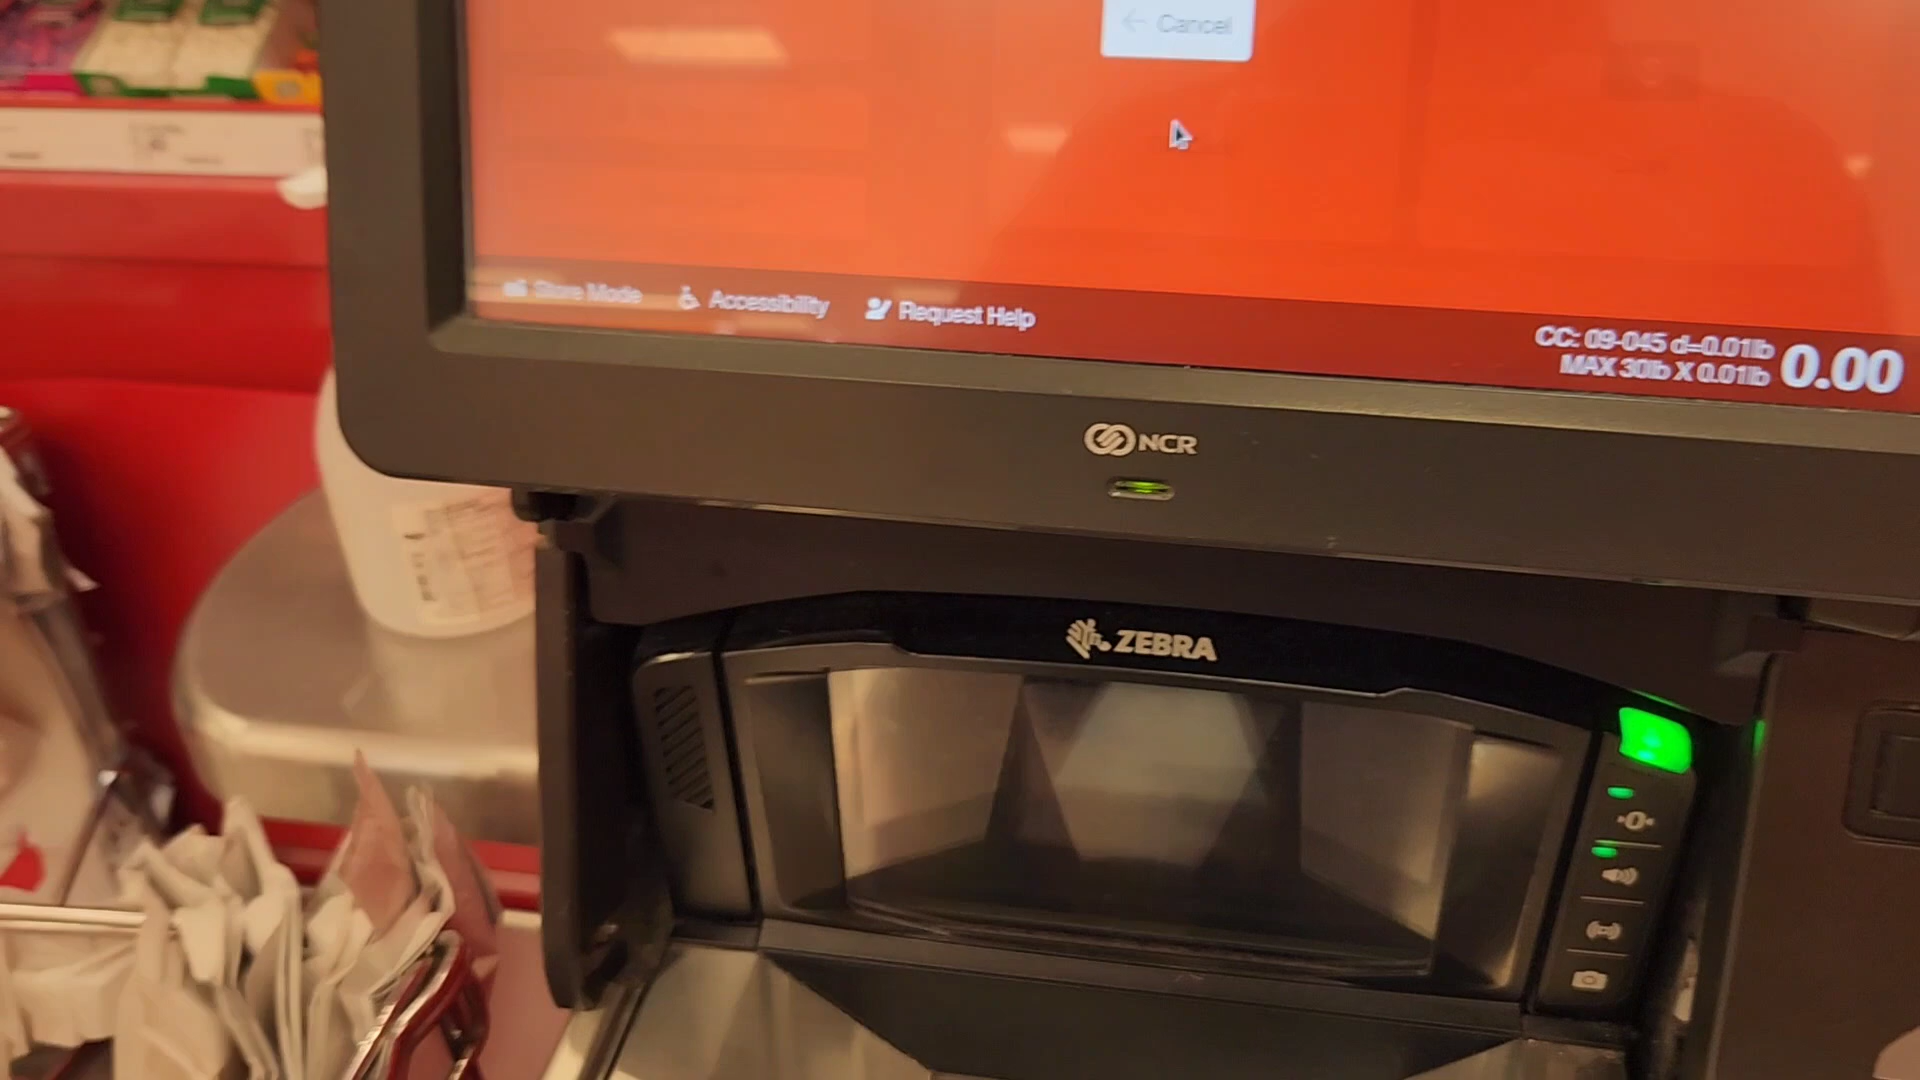 ← Cancel
Store Mode Accessibility Request Help
CC: 09-045 d=0.01lb
MAX 30lb X 0.01lb
0.00
NCR
ZEBRA
›0‹